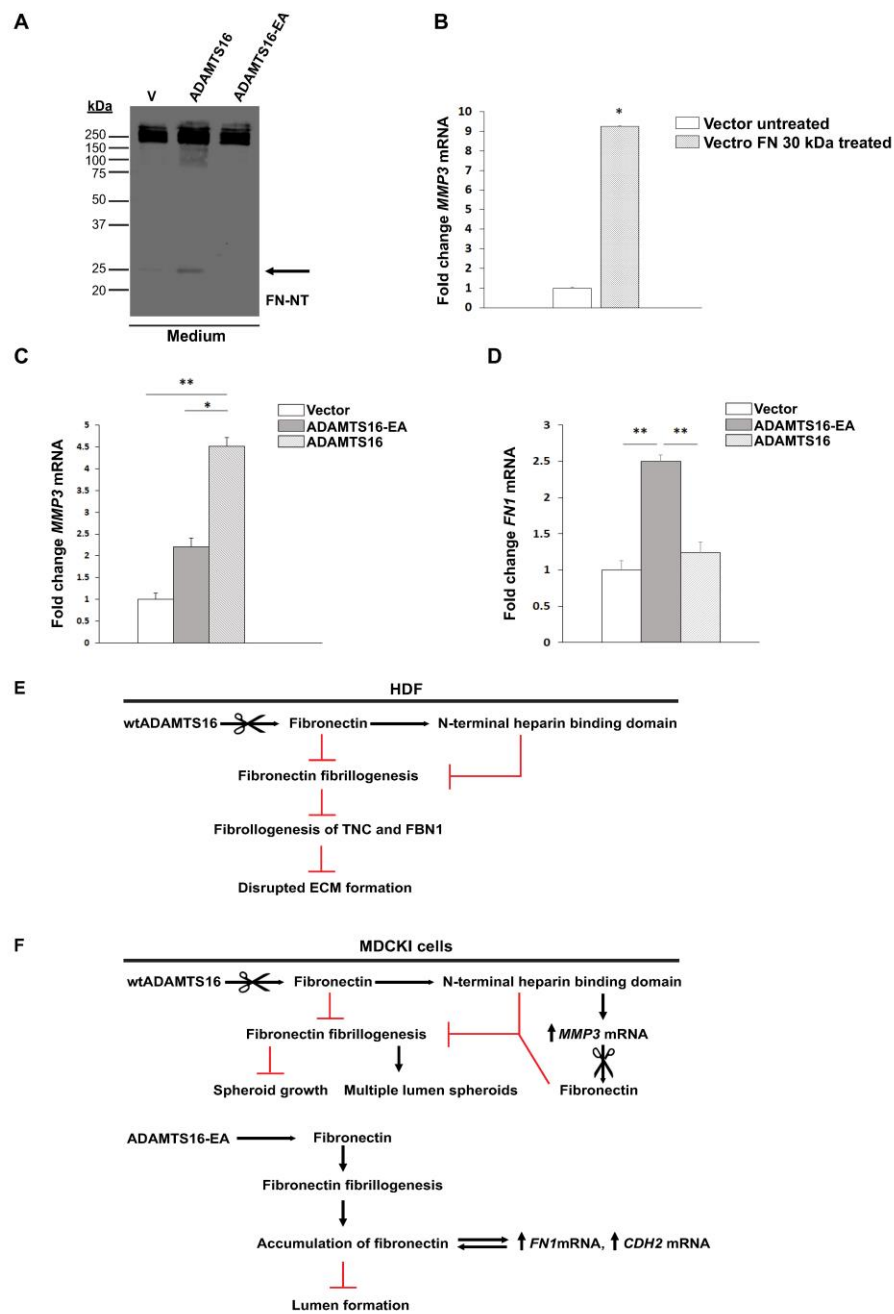 A
V
ADAMTS16
ADAMTS16-EA
kDa
250
150
100
75
50
37
25
20
FN-NT
Medium
B
Fold change MMP3 mRNA
10
9
8
7
6
5
4
3
2
1
0
*
Vector untreated
Vectro FN 30 kDa treated
C
Fold change MMP3 mRNA
5
4.5
4
3.5
3
2.5
2
1.5
1
0.5
0
**
*
Vector
ADAMTS16-EA
ADAMTS16
D
Fold change FN1 mRNA
3
2.5
2
1.5
1
0.5
0
** **
Vector
ADAMTS16-EA
ADAMTS16
E
HDF
wtADAMTS16 Fibronectin N-terminal heparin binding domain
Fibronectin fibrillogenesis
Fibrollogenesis of TNC and FBN1
Disrupted ECM formation
F
MDCKI cells
wtADAMTS16 Fibronectin N-terminal heparin binding domain
Fibronectin fibrillogenesis MMP3 mRNA
Spheroid growth Multiple lumen spheroids Fibronectin
ADAMTS16-EA Fibronectin
Fibronectin fibrillogenesis
Accumulation of fibronectin FN1mRNA, CDH2 mRNA
Lumen formation